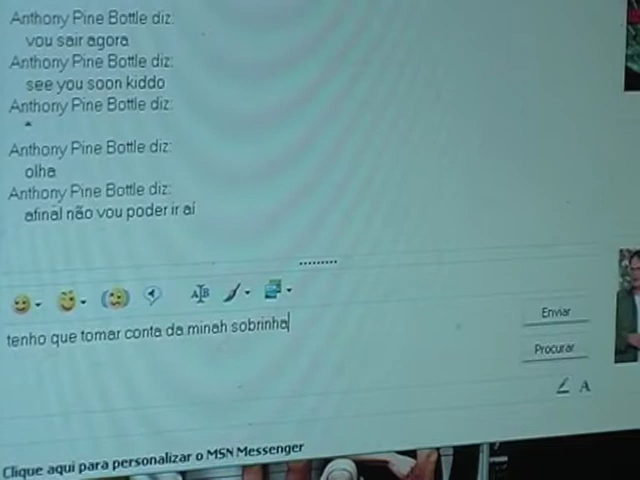 Anthony Pine Bottle diz:
vou sair agora
Anthony Pine Bottle diz:
see you soon kiddo
Anthony Pine Bottle diz:
^
Anthony Pine Bottle diz:
olha
Anthony Pine Bottle diz:
afinal não vou poder ir aí
tenho que tomar conta da minah sobrinha
Enviar
Procurar
A
Clique aqui para personalizar o MSN Messenger